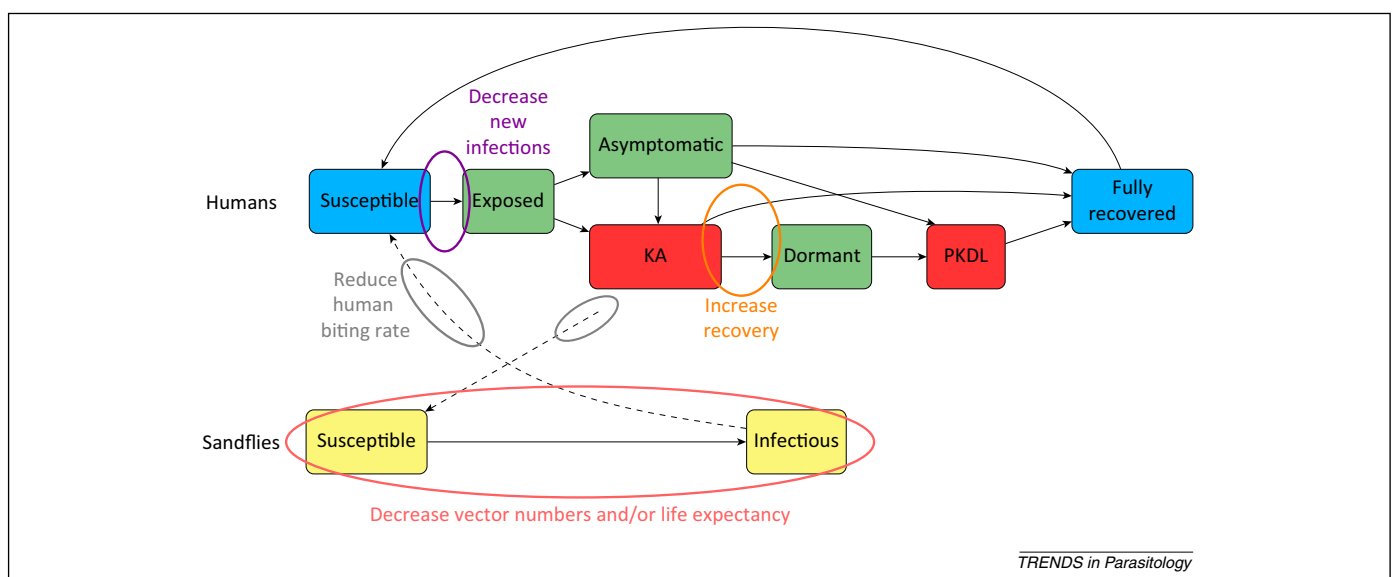 Decrease
new
infections
Asymptomatic
Humans
Susceptible
Exposed
Fully
recovered
KA
Dormant
PKDL
Reduce
human
biting rate
Increase
recovery
Sandflies
Susceptible
Infectious
Decrease vector numbers and/or life expectancy
TRENDS in Parasitology